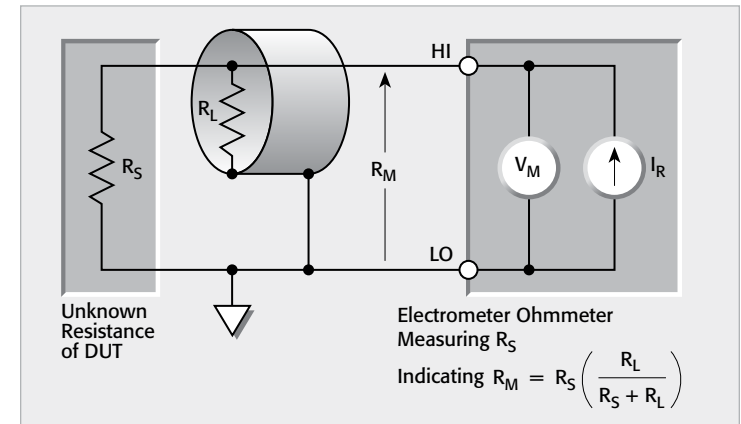 HI
R_L
R_S
R_M
V_M
I_R
LO
Unknown
Resistance
of DUT
Electrometer Ohmmeter
Measuring R_S
Indicating R_M = R_S ( R_L / R_S + R_L )